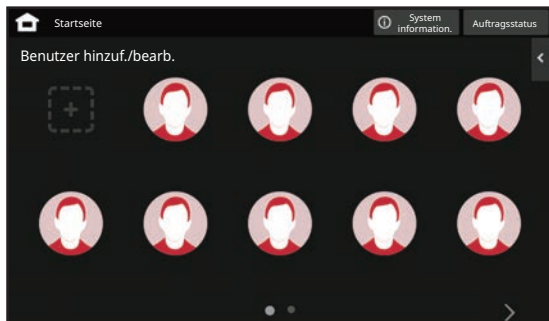 Startseite
System
information.
Auftragsstatus
Benutzer hinzuf./bearb.